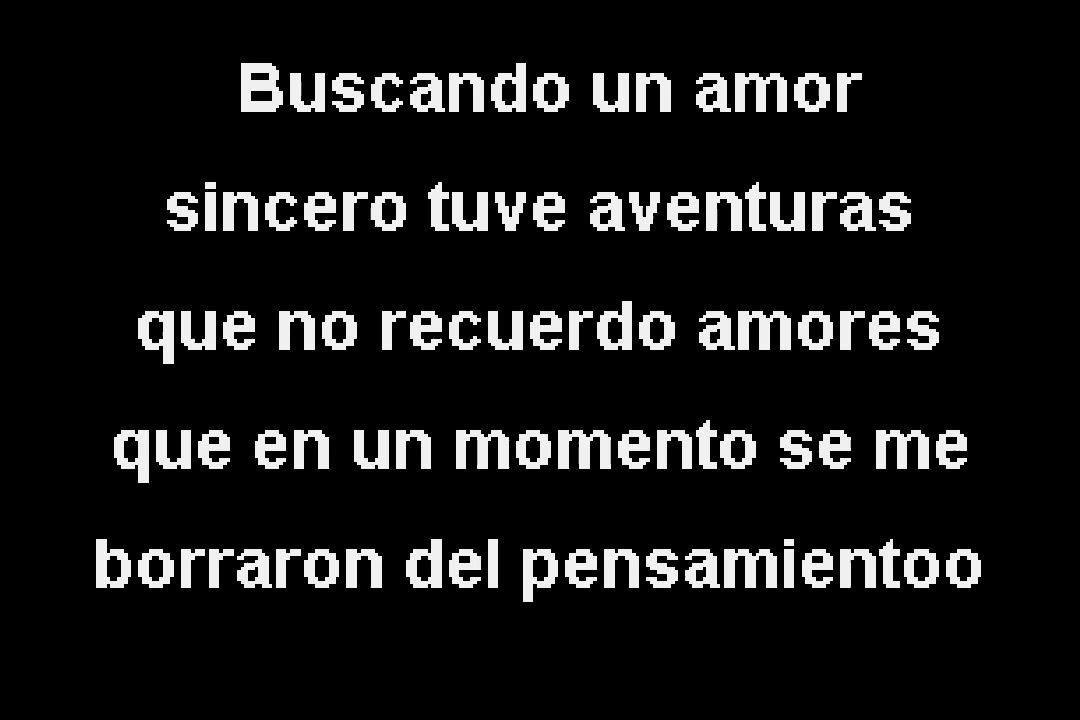 Buscando un amor
sincero tuve aventuras
que no recuerdo amores
que en un momento se me
borraron del pensamientoo